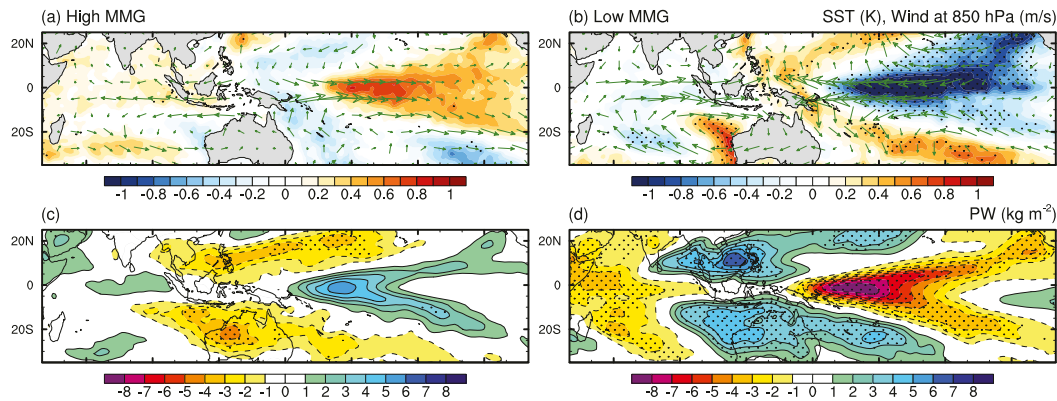 (a) High MMG
(b) Low MMG SST (K), Wind at 850 hPa (m/s)
20N
0
20S
20N
0
20S
-1 -0.8 -0.6 -0.4 -0.2 0 0.2 0.4 0.6 0.8 1
-1 -0.8 -0.6 -0.4 -0.2 0 0.2 0.4 0.6 0.8 1
(c)
(d) PW (kg m-2)
20N
0
20S
20N
0
20S
-8 -7 -6 -5 -4 -3 -2 -1 0 1 2 3 4 5 6 7 8
-8 -7 -6 -5 -4 -3 -2 -1 0 1 2 3 4 5 6 7 8